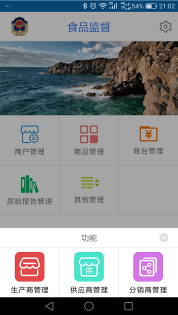 54% 21:02
食品监督
商户管理 商品管理 台账管理
质检报告管理 其他管理
功能
生产商管理 供应商管理 分销商管理